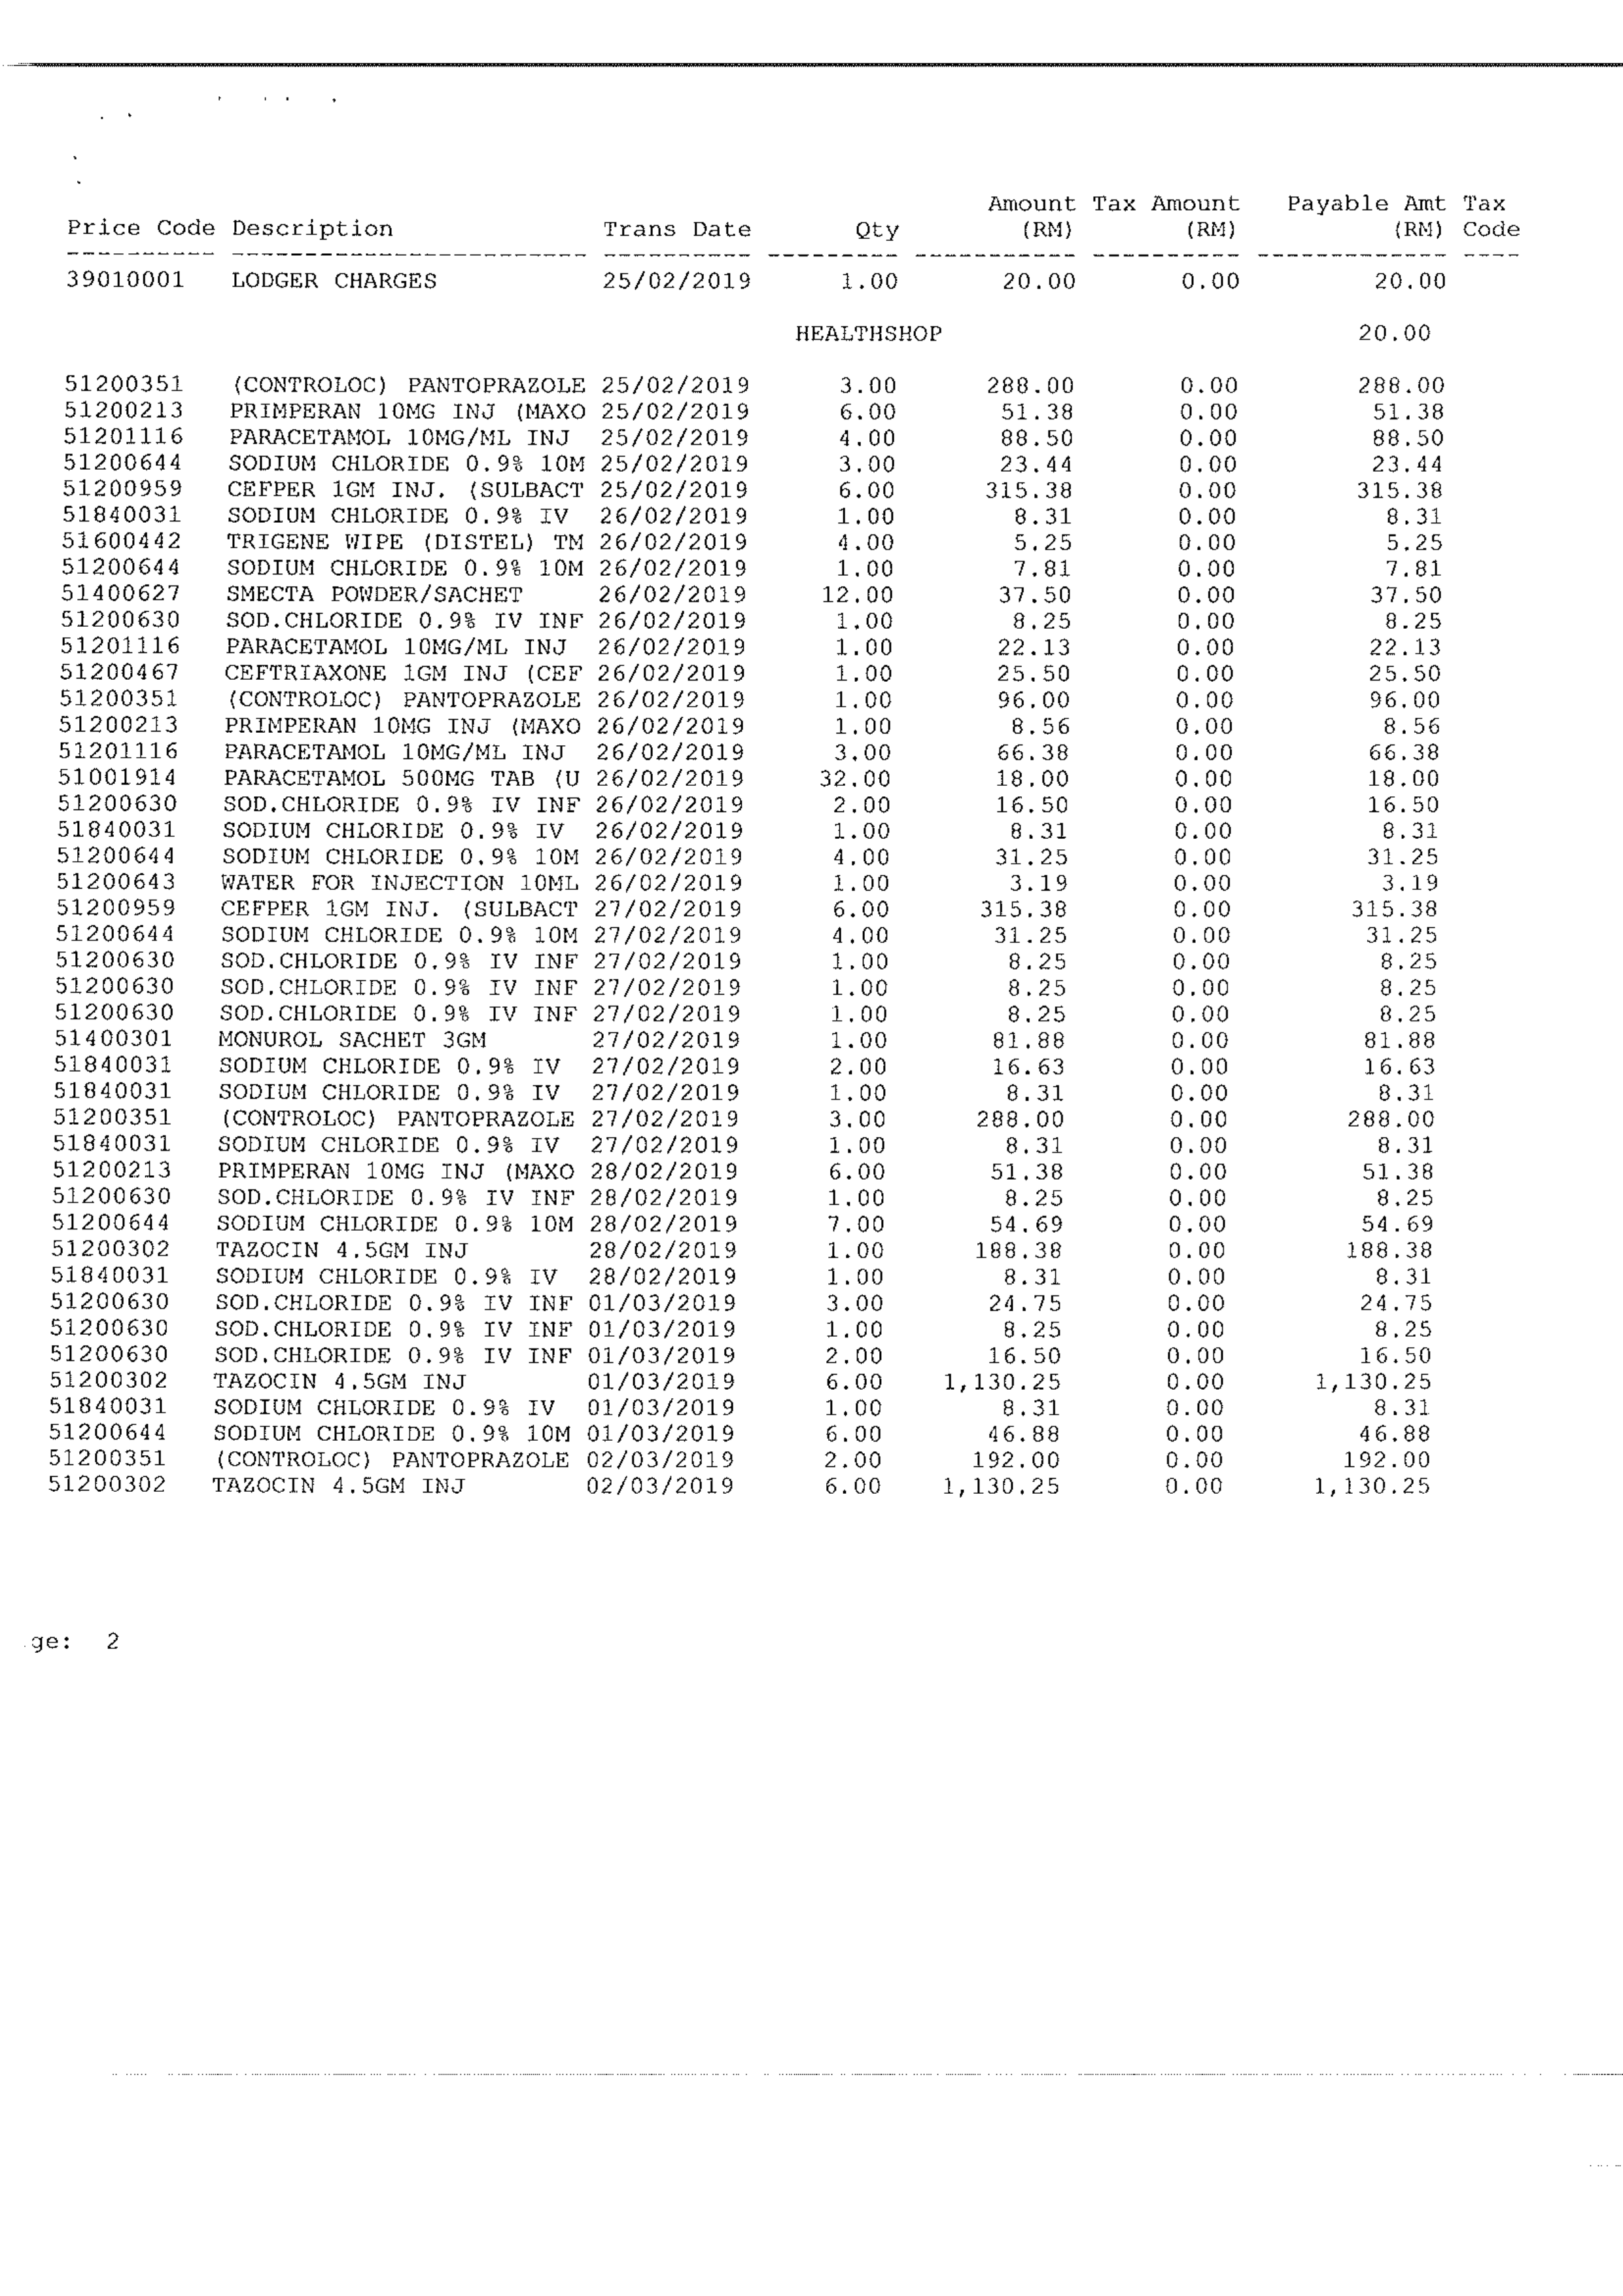 Amount Tax Amount Payable Amt Tax
Price Code Description Trans Date Qty (RM) (RM) (RM) Code
---------- ------------------------ ---------- --------- ----------- ---------- ------------- ----
39010001 LODGER CHARGES 25/02/2019 1.00 20.00 0.00 20.00
HEALTHSHOP 20.00
51200351 (CONTROLOC) PANTOPRAZOLE 25/02/2019 3.00 288.00 0.00 288.00
51200213 PRIMPERAN 10MG INJ (MAXO 25/02/2019 6.00 51.38 0.00 51.38
51201116 PARACETAMOL 10MG/ML INJ 25/02/2019 4.00 88.50 0.00 88.50
51200644 SODIUM CHLORIDE 0.9% 10M 25/02/2019 3.00 23.44 0.00 23.44
51200959 CEFPER 1GM INJ. (SULBACT 25/02/2019 6.00 315.38 0.00 315.38
51840031 SODIUM CHLORIDE 0.9% IV 26/02/2019 1.00 8.31 0.00 8.31
51600442 TRIGENE WIPE (DISTEL) TM 26/02/2019 4.00 5.25 0.00 5.25
51200644 SODIUM CHLORIDE 0.9% 10M 26/02/2019 1.00 7.81 0.00 7.81
51400627 SMECTA POWDER/SACHET 26/02/2019 12.00 37.50 0.00 37.50
51200630 SOD.CHLORIDE 0.9% IV INF 26/02/2019 1.00 8.25 0.00 8.25
51201116 PARACETAMOL 10MG/ML INJ 26/02/2019 1.00 22.13 0.00 22.13
51200467 CEFTRIAXONE 1GM INJ (CEF 26/02/2019 1.00 25.50 0.00 25.50
51200351 (CONTROLOC) PANTOPRAZOLE 26/02/2019 1.00 96.00 0.00 96.00
51200213 PRIMPERAN 10MG INJ (MAXO 26/02/2019 1.00 8.56 0.00 8.56
51201116 PARACETAMOL 10MG/ML INJ 26/02/2019 3.00 66.38 0.00 66.38
51001914 PARACETAMOL 500MG TAB (U 26/02/2019 32.00 18.00 0.00 18.00
51200630 SOD.CHLORIDE 0.9% IV INF 26/02/2019 2.00 16.50 0.00 16.50
51840031 SODIUM CHLORIDE 0.9% IV 26/02/2019 1.00 8.31 0.00 8.31
51200644 SODIUM CHLORIDE 0.9% 10M 26/02/2019 4.00 31.25 0.00 31.25
51200643 WATER FOR INJECTION 10ML 26/02/2019 1.00 3.19 0.00 3.19
51200959 CEFPER 1GM INJ. (SULBACT 27/02/2019 6.00 315.38 0.00 315.38
51200644 SODIUM CHLORIDE 0.9% 10M 27/02/2019 4.00 31.25 0.00 31.25
51200630 SOD.CHLORIDE 0.9% IV INF 27/02/2019 1.00 8.25 0.00 8.25
51200630 SOD.CHLORIDE 0.9% IV INF 27/02/2019 1.00 8.25 0.00 8.25
51200630 SOD.CHLORIDE 0.9% IV INF 27/02/2019 1.00 8.25 0.00 8.25
51400301 MONUROL SACHET 3GM 27/02/2019 1.00 81.88 0.00 81.88
51840031 SODIUM CHLORIDE 0.9% IV 27/02/2019 2.00 16.63 0.00 16.63
51840031 SODIUM CHLORIDE 0.9% IV 27/02/2019 1.00 8.31 0.00 8.31
51200351 (CONTROLOC) PANTOPRAZOLE 27/02/2019 3.00 288.00 0.00 288.00
51840031 SODIUM CHLORIDE 0.9% IV 27/02/2019 1.00 8.31 0.00 8.31
51200213 PRIMPERAN 10MG INJ (MAXO 28/02/2019 6.00 51.38 0.00 51.38
51200630 SOD.CHLORIDE 0.9% IV INF 28/02/2019 1.00 8.25 0.00 8.25
51200644 SODIUM CHLORIDE 0.9% 10M 28/02/2019 7.00 54.69 0.00 54.69
51200302 TAZOCIN 4.5GM INJ 28/02/2019 1.00 188.38 0.00 188.38
51840031 SODIUM CHLORIDE 0.9% IV 28/02/2019 1.00 8.31 0.00 8.31
51200630 SOD.CHLORIDE 0.9% IV INF 01/03/2019 3.00 24.75 0.00 24.75
51200630 SOD.CHLORIDE 0.9% IV INF 01/03/2019 1.00 8.25 0.00 8.25
51200630 SOD.CHLORIDE 0.9% IV INF 01/03/2019 2.00 16.50 0.00 16.50
51200302 TAZOCIN 4.5GM INJ 01/03/2019 6.00 1,130.25 0.00 1,130.25
51840031 SODIUM CHLORIDE 0.9% IV 01/03/2019 1.00 8.31 0.00 8.31
51200644 SODIUM CHLORIDE 0.9% 10M 01/03/2019 6.00 46.88 0.00 46.88
51200351 (CONTROLOC) PANTOPRAZOLE 02/03/2019 2.00 192.00 0.00 192.00
51200302 TAZOCIN 4.5GM INJ 02/03/2019 6.00 1,130.25 0.00 1,130.25
ge: 2